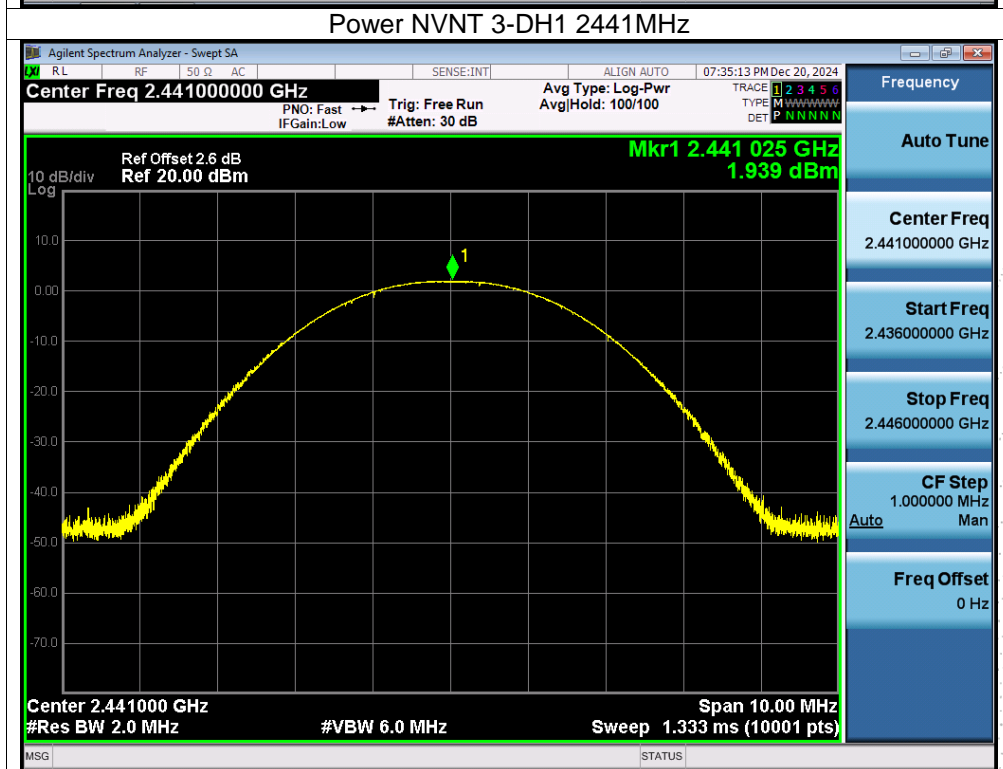 Power NVNT 3-DH1 2441MHz
Agilent Spectrum Analyzer - Swept SA
LXI RL RF 50 Ω AC SENSE:INT ALIGN AUTO 07:35:13 PM Dec 20, 2024
Center Freq 2.441000000 GHz
PNO: Fast
IFGain:Low
Trig: Free Run
#Atten: 30 dB
Avg Type: Log-Pwr
Avg|Hold: 100/100
TRACE 1 2 3 4 5 6
TYPE M WWWWW
DET P N N N N N
Frequency
Auto Tune
Center Freq
2.441000000 GHz
Start Freq
2.436000000 GHz
Stop Freq
2.446000000 GHz
CF Step
1.000000 MHz
Auto Man
Freq Offset
0 Hz
Mkr1 2.441 025 GHz
1.939 dBm
Ref Offset 2.6 dB
10 dB/div Ref 20.00 dBm
Log
10.0
0.00
-10.0
-20.0
-30.0
-40.0
-50.0
-60.0
-70.0
1
Center 2.441000 GHz Span 10.00 MHz
#Res BW 2.0 MHz #VBW 6.0 MHz Sweep 1.333 ms (10001 pts)
MSG STATUS